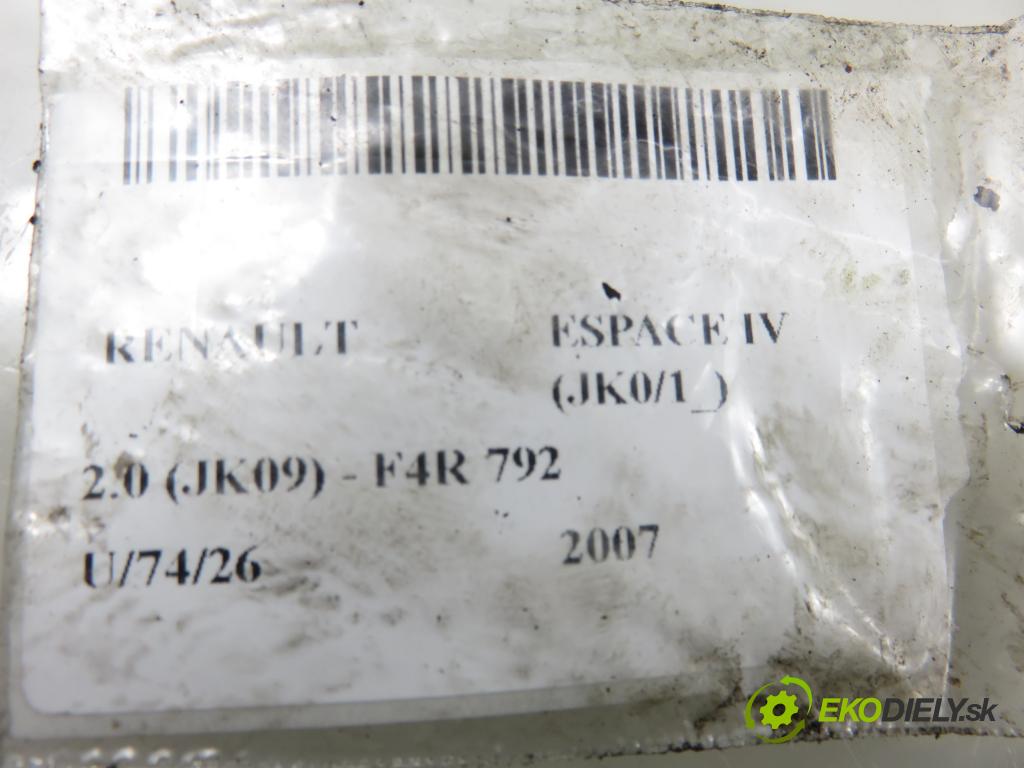 RENAULT ESPACE IV
(JK0/1_)
2.0 (JK09) - F4R 792
U/74/26 2007
EKODIELY.sk